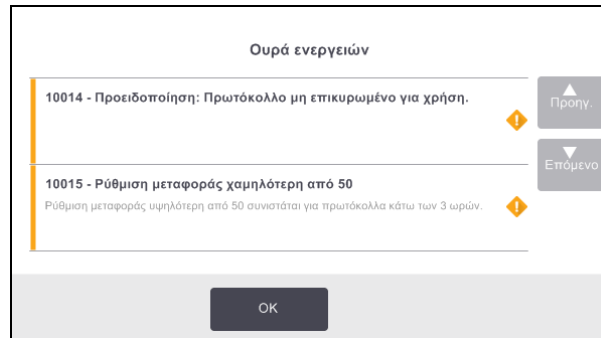 Ουρά ενεργειών
10014 - Προειδοποίηση: Πρωτόκολλο μη επικυρωμένο για χρήση.
Προηγ.
Επόμενο
10015 - Ρύθμιση μεταφοράς χαμηλότερη από 50
Ρύθμιση μεταφοράς υψηλότερη από 50 συνιστάται για πρωτόκολλα κάτω των 3 ωρών.
OK